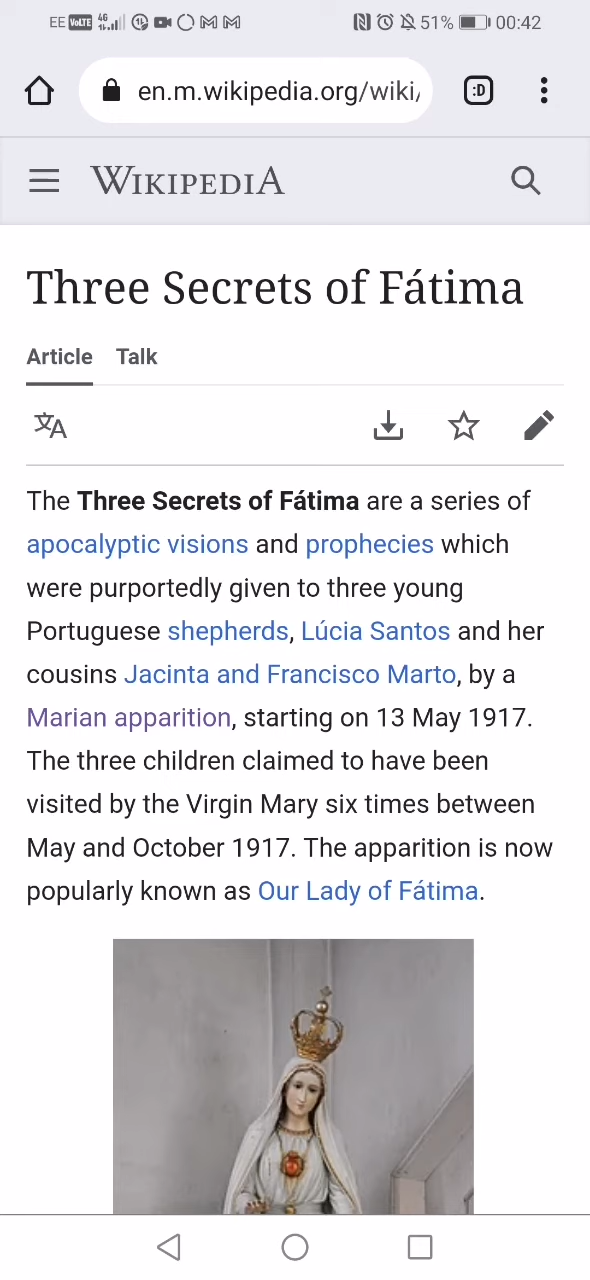 EE VoLTE 4G 51% 00:42
:D
en.m.wikipedia.org/wiki/
WIKIPEDIA
Three Secrets of Fátima
Article Talk
文A
The Three Secrets of Fátima are a series of
apocalyptic visions and prophecies which
were purportedly given to three young
Portuguese shepherds, Lúcia Santos and her
cousins Jacinta and Francisco Marto, by a
Marian apparition, starting on 13 May 1917.
The three children claimed to have been
visited by the Virgin Mary six times between
May and October 1917. The apparition is now
popularly known as Our Lady of Fátima.